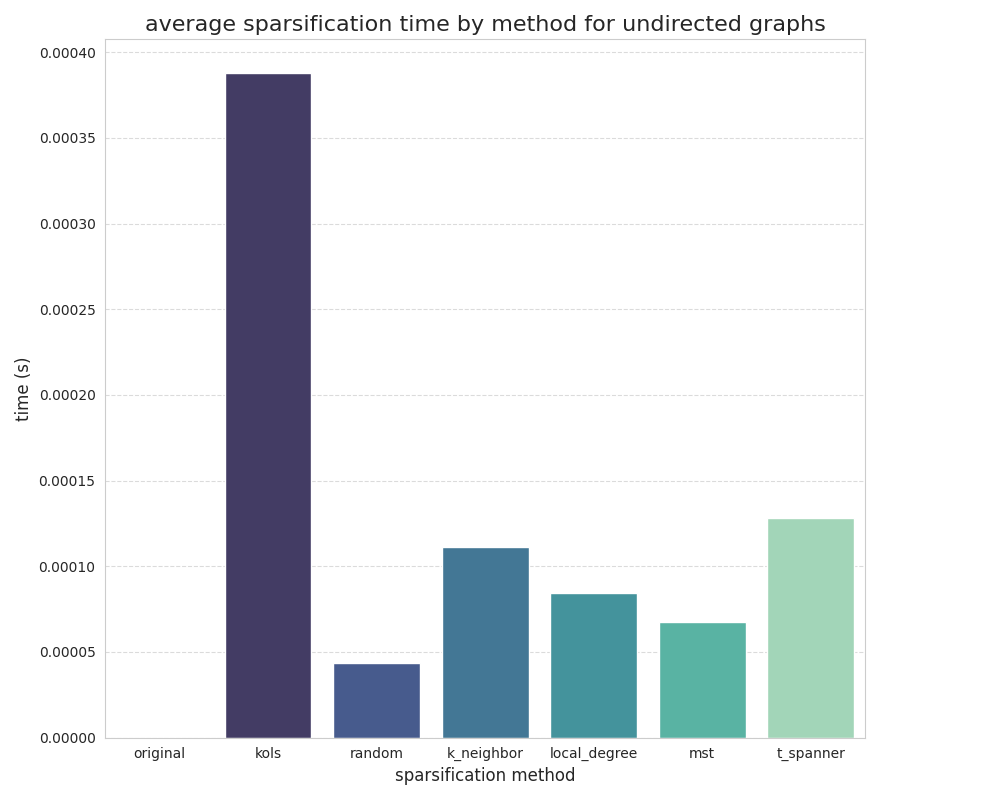 average sparsification time by method for undirected graphs
0.00040
0.00035
0.00030
0.00025
0.00020
0.00015
0.00010
0.00005
0.00000
time (s)
original kols random k_neighbor local_degree mst t_spanner
sparsification method